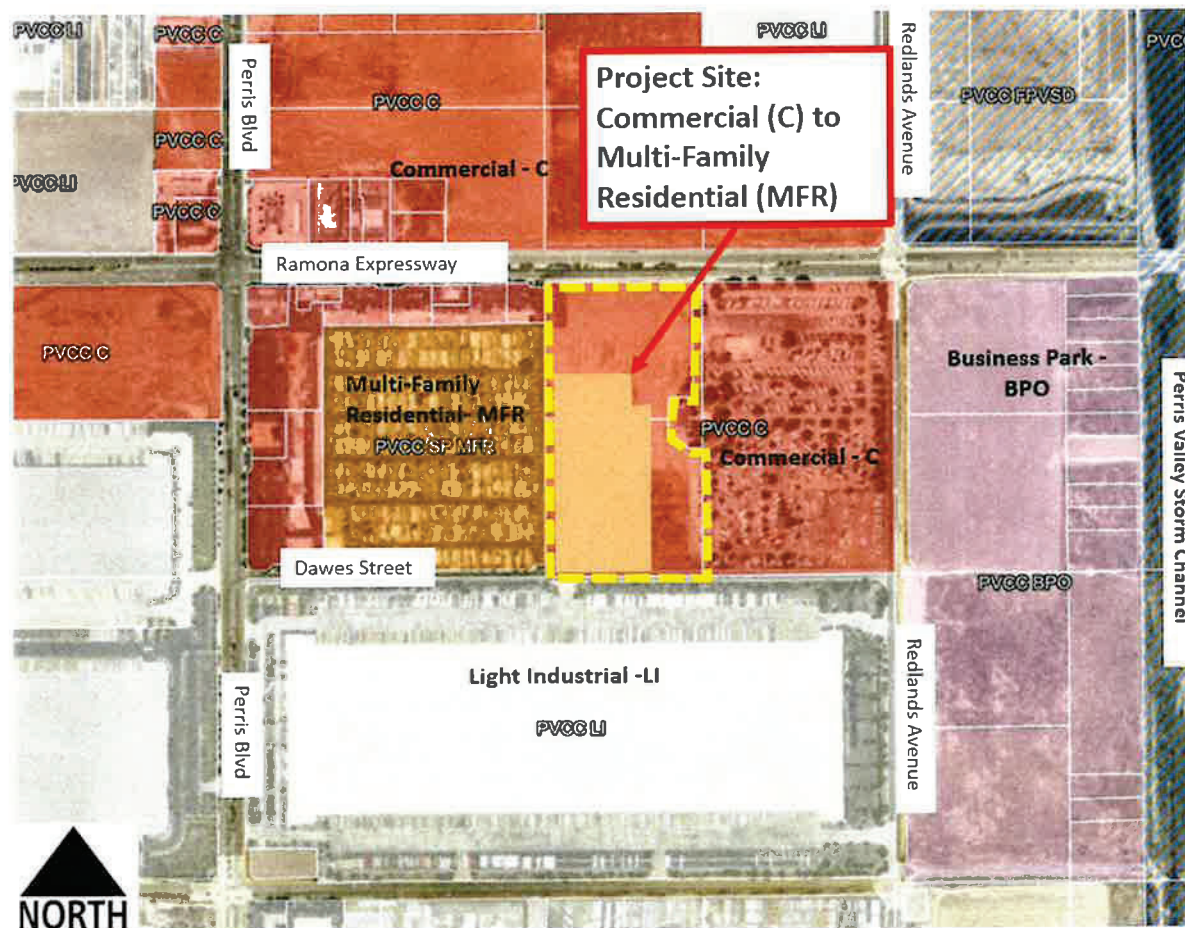 PVCC LI
PVCC C
PVCC LI
PVCC
Perris Blvd
Redlands Avenue
Project Site:
Commercial (C) to
Multi-Family
Residential (MFR)
PVCC C
PVCC FPVSD
PVCC C
Commercial - C
PVCC LI
PVCC C
Ramona Expressway
PVCC C
Multi-Family
Residential- MFR
PVCC SP MFR
PVCC C
Commercial - C
Business Park -
BPO
Perris Valley Storm Channel
Dawes Street
PVCC BPO
Perris Blvd
Light Industrial -LI
PVCC LI
Redlands Avenue
NORTH